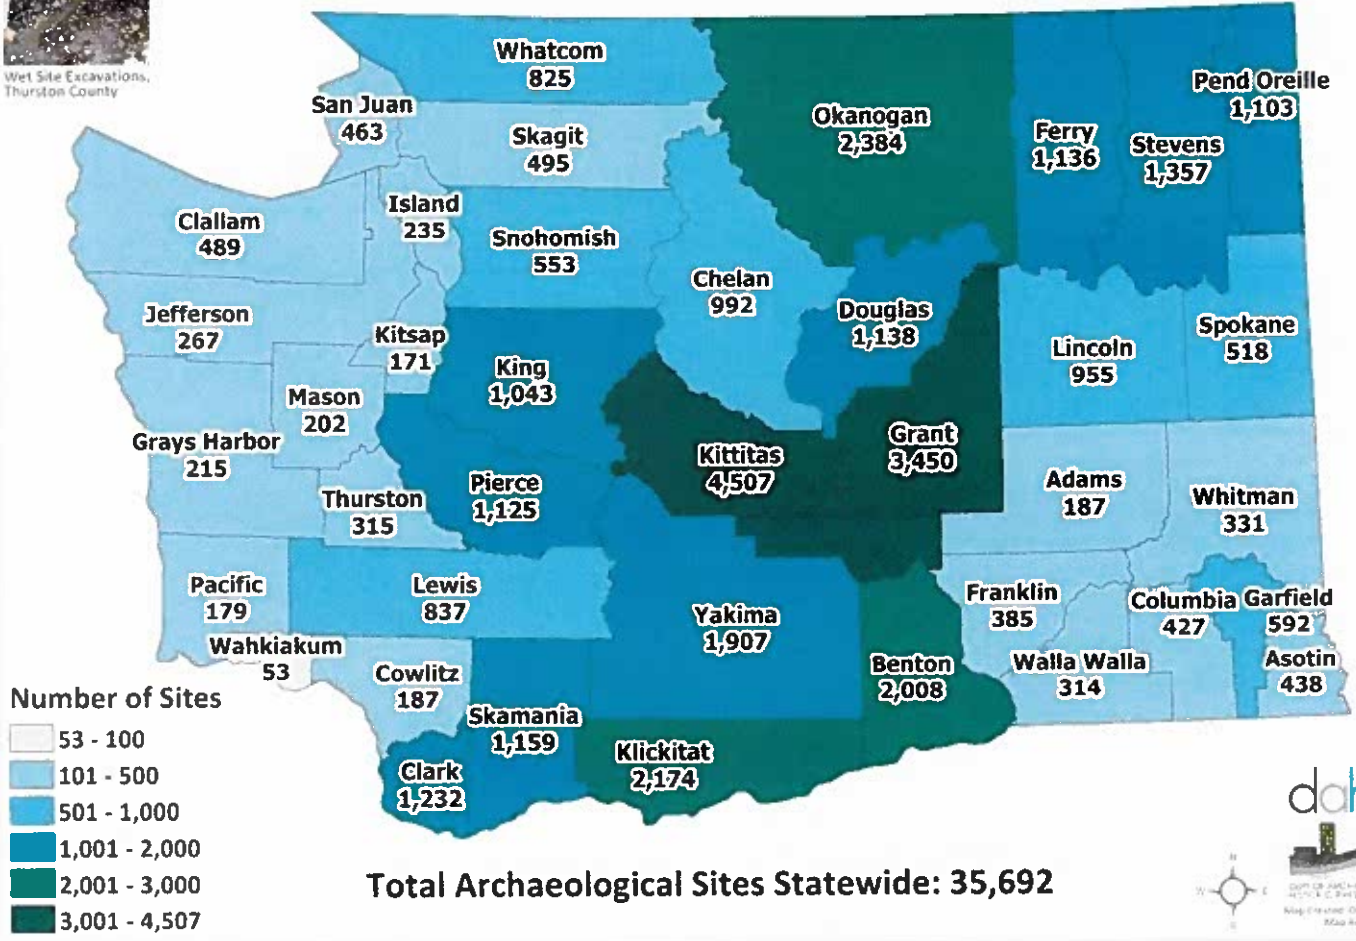 Wet Site Excavations,
Thurston County
Whatcom
825
San Juan
463
Skagit
495
Okanogan
2,384
Ferry
1,136
Stevens
1,357
Pend Oreille
1,103
Clallam
489
Island
235
Snohomish
553
Chelan
992
Douglas
1,138
Jefferson
267
Kitsap
171
King
1,043
Lincoln
955
Spokane
518
Mason
202
Grays Harbor
215
Kittitas
4,507
Grant
3,450
Thurston
315
Pierce
1,125
Adams
187
Whitman
331
Pacific
179
Lewis
837
Yakima
1,907
Franklin
385
Columbia
427
Garfield
592
Wahkiakum
53
Cowlitz
187
Benton
2,008
Walla Walla
314
Asotin
438
Skamania
1,159
Klickitat
2,174
Clark
1,232
Number of Sites
53 - 100
101 - 500
501 - 1,000
1,001 - 2,000
2,001 - 3,000
3,001 - 4,507
Total Archaeological Sites Statewide: 35,692
N
W
E
S